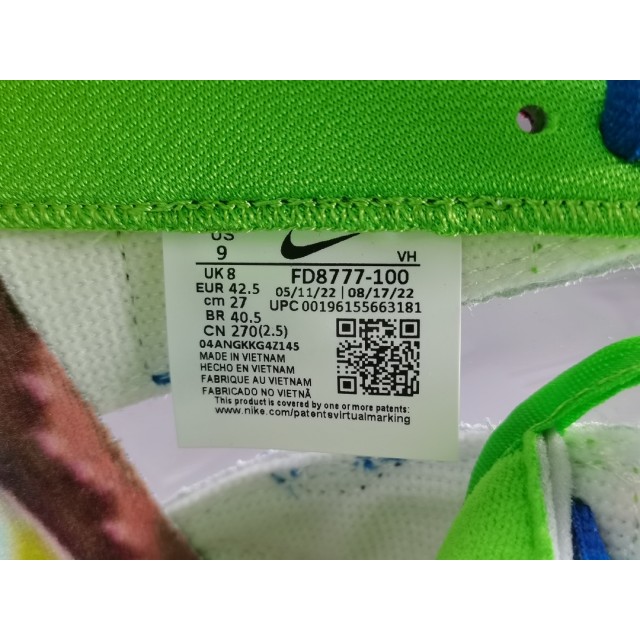 US
9
VH
UK 8
FD8777-100
EUR 42.5
05/11/22 | 08/17/22
cm 27
UPC 00196155663181
BR 40.5
CN 270(2.5)
04ANGKKG4Z145
MADE IN VIETNAM
HECHO EN VIETNAM
FABRIQUE AU VIETNAM
FABRICADO NO VIETNÃ
This product is covered by one or more patents:
www.nike.com/patentsvirtualmarking